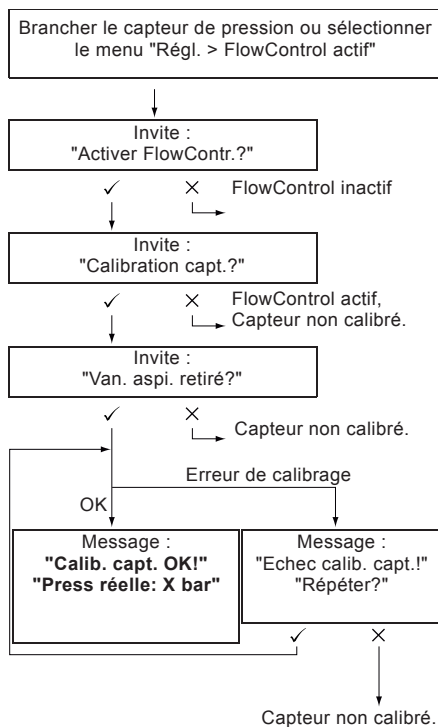 Brancher le capteur de pression ou sélectionner
le menu "Régl. > FlowControl actif"
Invite :
"Activer FlowContr.?"
✓ ✕ FlowControl inactif
Invite :
"Calibration capt.?"
✓ ✕ FlowControl actif,
Capteur non calibré.
Invite :
"Van. aspi. retiré?"
✓ ✕
Capteur non calibré.
Erreur de calibrage
OK
Message :
"Calib. capt. OK!"
"Press réelle: X bar"
Message :
"Echec calib. capt.!"
"Répéter?"
✓ ✕
Capteur non calibré.